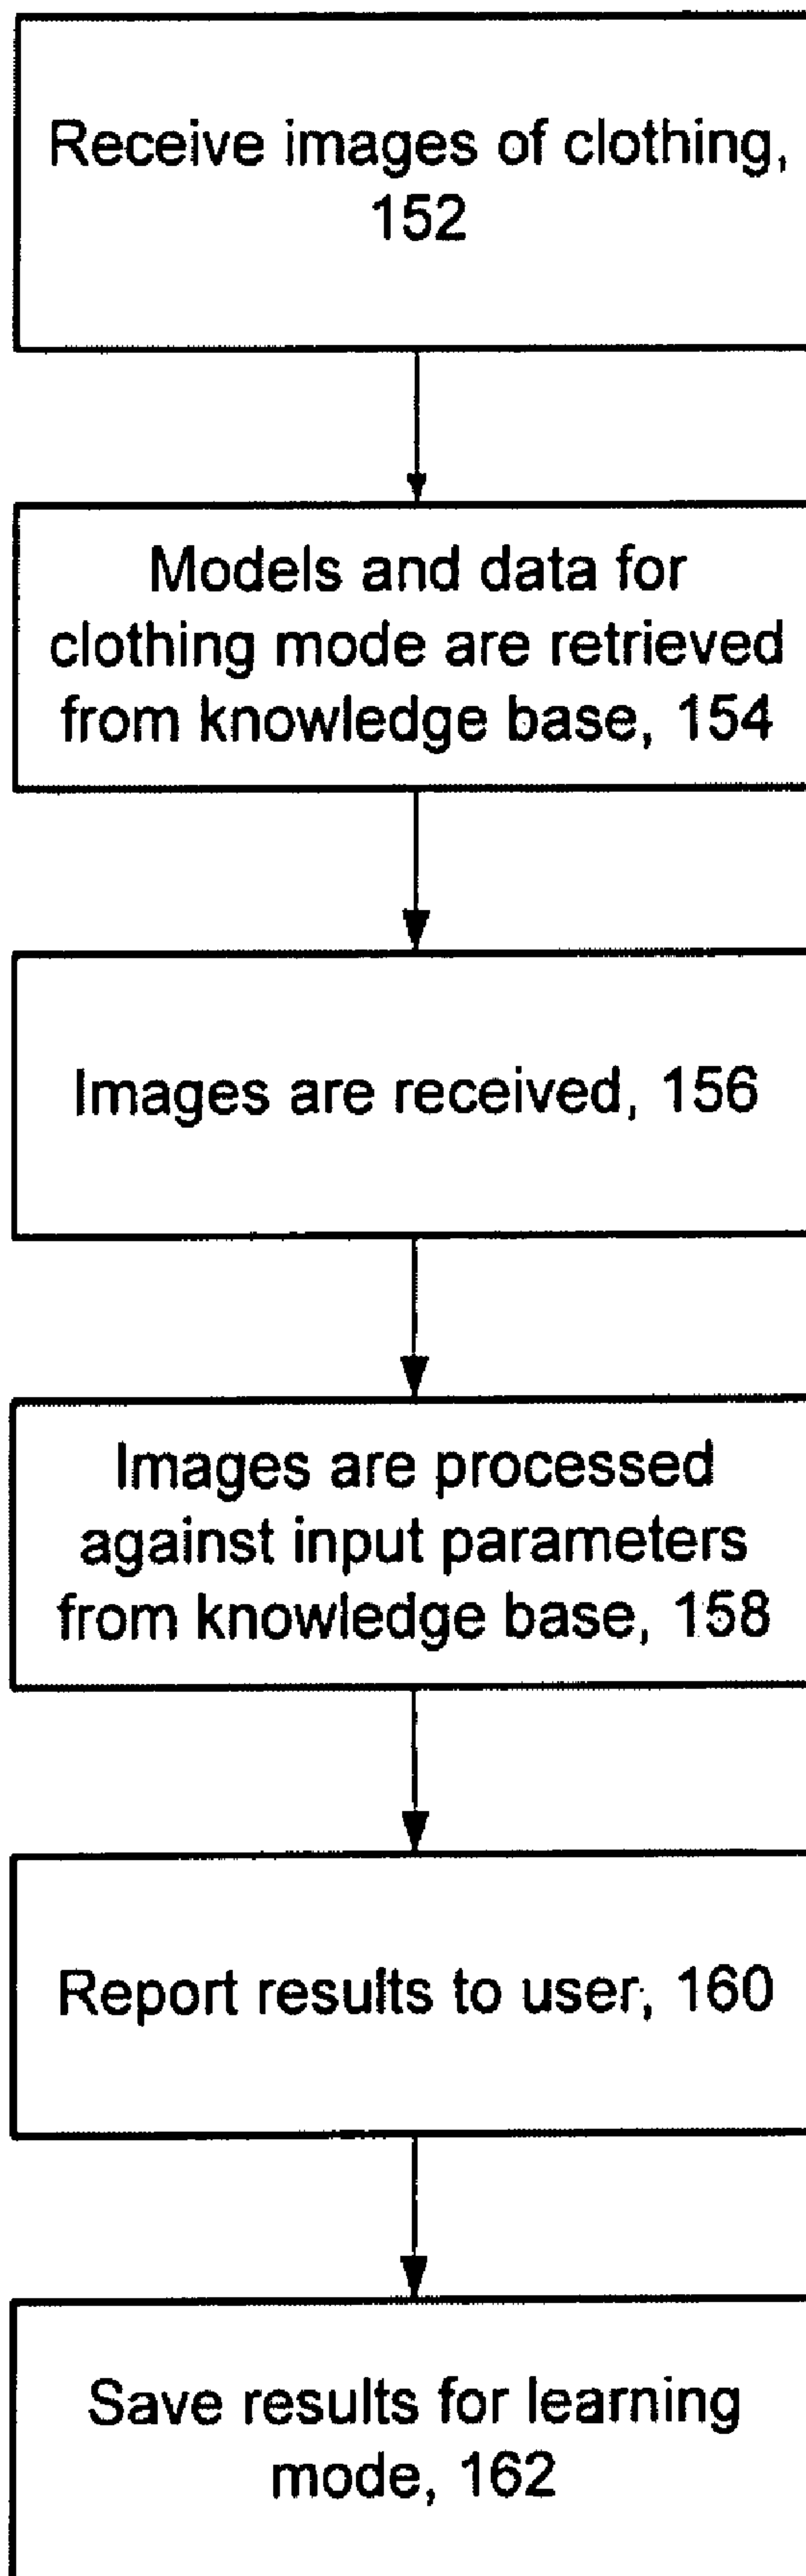 Receive images of clothing,
152
Models and data for
clothing mode are retrieved
from knowledge base, 154
Images are received, 156
Images are processed
against input parameters
from knowledge base, 158
Report results to user, 160
Save results for learning
mode, 162